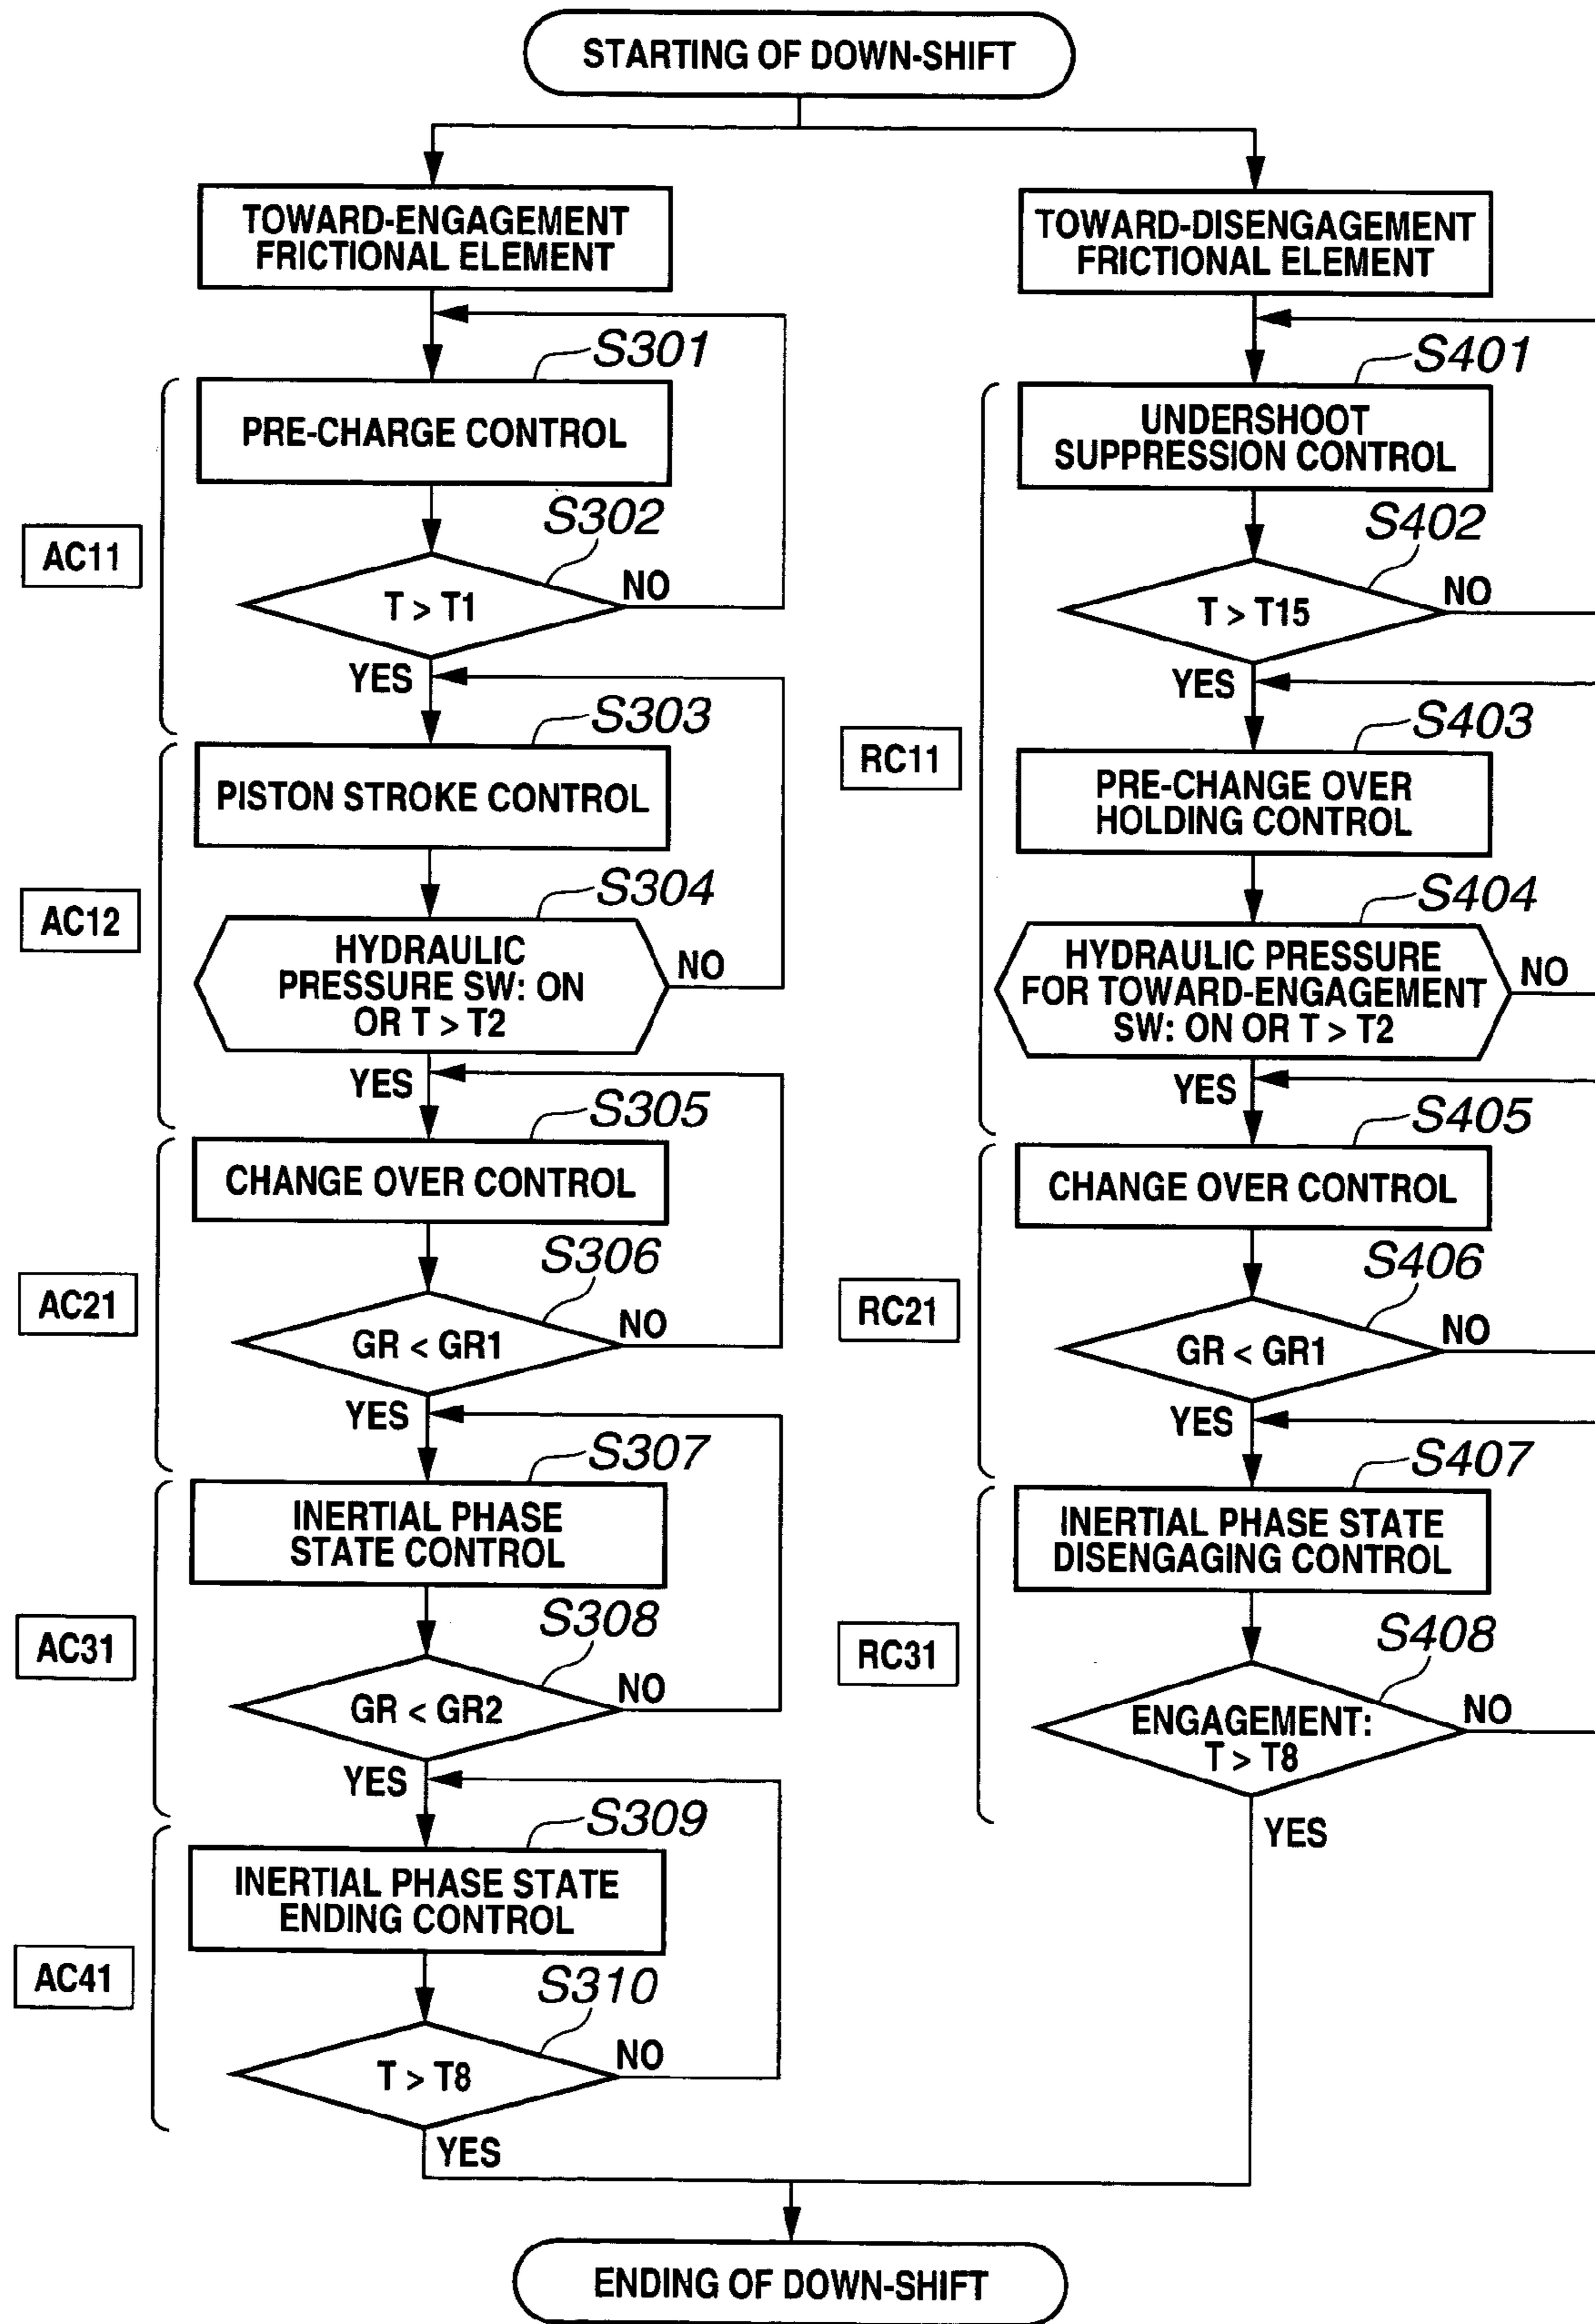 STARTING OF DOWN-SHIFT
TOWARD-ENGAGEMENT
FRICTIONAL ELEMENT
S301
PRE-CHARGE CONTROL
S302
AC11
T > T1
NO
YES
S303
PISTON STROKE CONTROL
S304
AC12
HYDRAULIC
PRESSURE SW: ON
OR T > T2
NO
YES
S305
CHANGE OVER CONTROL
S306
AC21
GR < GR1
NO
YES
S307
INERTIAL PHASE
STATE CONTROL
S308
AC31
GR < GR2
NO
YES
S309
INERTIAL PHASE STATE
ENDING CONTROL
S310
AC41
T > T8
NO
YES
TOWARD-DISENGAGEMENT
FRICTIONAL ELEMENT
S401
UNDERSHOOT
SUPPRESSION CONTROL
S402
T > T15
NO
YES
S403
RC11
PRE-CHANGE OVER
HOLDING CONTROL
S404
HYDRAULIC PRESSURE
FOR TOWARD-ENGAGEMENT
SW: ON OR T > T2
NO
YES
S405
CHANGE OVER CONTROL
S406
RC21
GR < GR1
NO
YES
S407
INERTIAL PHASE STATE
DISENGAGING CONTROL
S408
RC31
ENGAGEMENT:
T > T8
NO
YES
ENDING OF DOWN-SHIFT